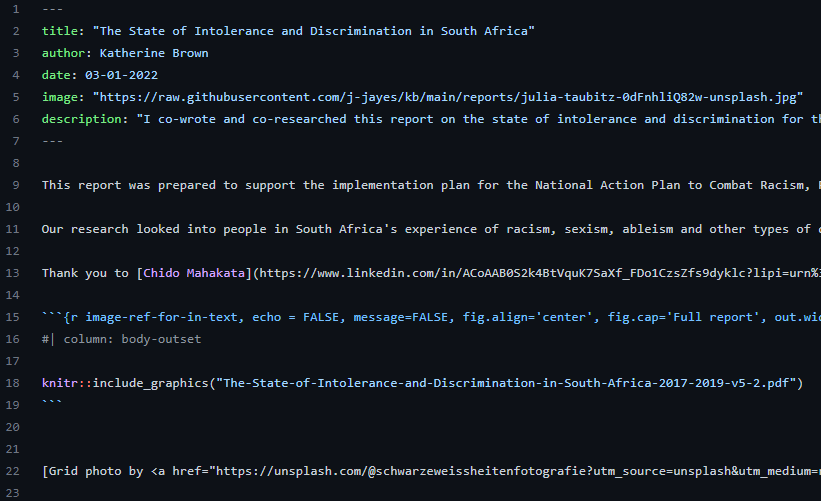 1 ---
2 title: "The State of Intolerance and Discrimination in South Africa"
3 author: Katherine Brown
4 date: 03-01-2022
5 image: "https://raw.githubusercontent.com/j-jayes/kb/main/reports/julia-taubitz-0dFnhliQ82w-unsplash.jpg"
6 description: "I co-wrote and co-researched this report on the state of intolerance and discrimination for th
7 ---
8
9 This report was prepared to support the implementation plan for the National Action Plan to Combat Racism,
10
11 Our research looked into people in South Africa's experience of racism, sexism, ableism and other types of
12
13 Thank you to [Chido Mahakata](https://www.linkedin.com/in/ACoAAB0S2k4BtVquK7SaXf_FDo1CzsZfs9dyklc?lipi=urn%3
14
15 ```{r image-ref-for-in-text, echo = FALSE, message=FALSE, fig.align='center', fig.cap='Full report', out.wid
16 #| column: body-outset
17
18 knitr::include_graphics("The-State-of-Intolerance-and-Discrimination-in-South-Africa-2017-2019-v5-2.pdf")
19 ```
20
21
22 [Grid photo by <a href="https://unsplash.com/@schwarzeweissheitenfotografie?utm_source=unsplash&utm_medium=
23